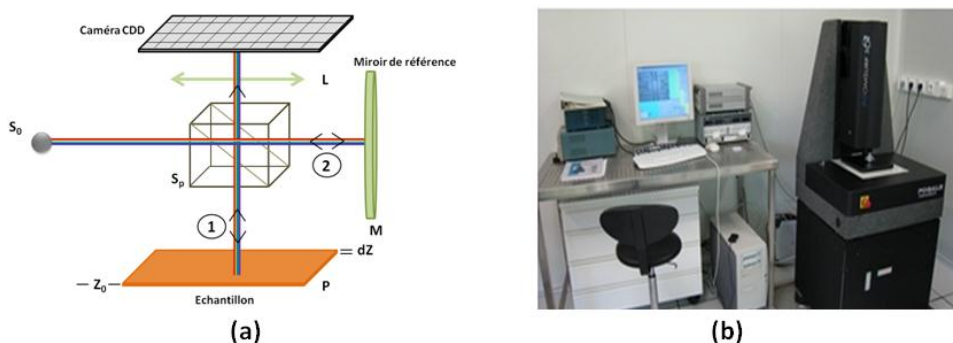 Caméra CDD
Miroir de référence
L
S0
Sp
2
1
M
dZ
Z0
P
Echantillon
(a)
(b)